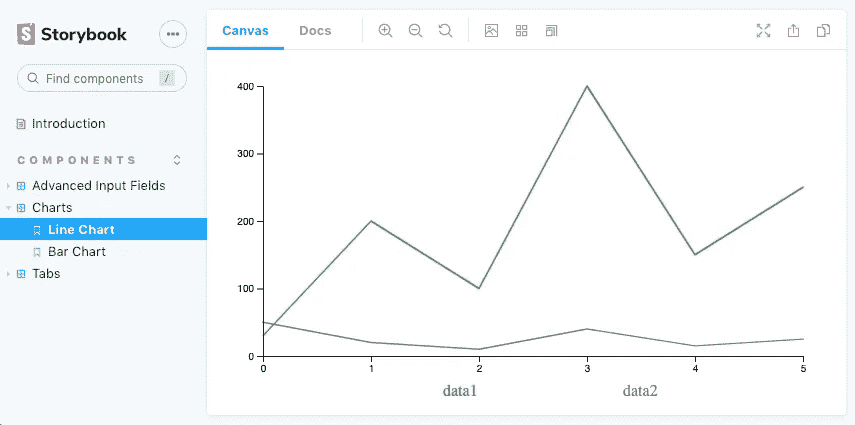 Storybook
Find components /
Introduction
COMPONENTS
Advanced Input Fields
Charts
Line Chart
Bar Chart
Tabs
Canvas Docs
400
300
200
100
0
0 1 2 3 4 5
data1 data2